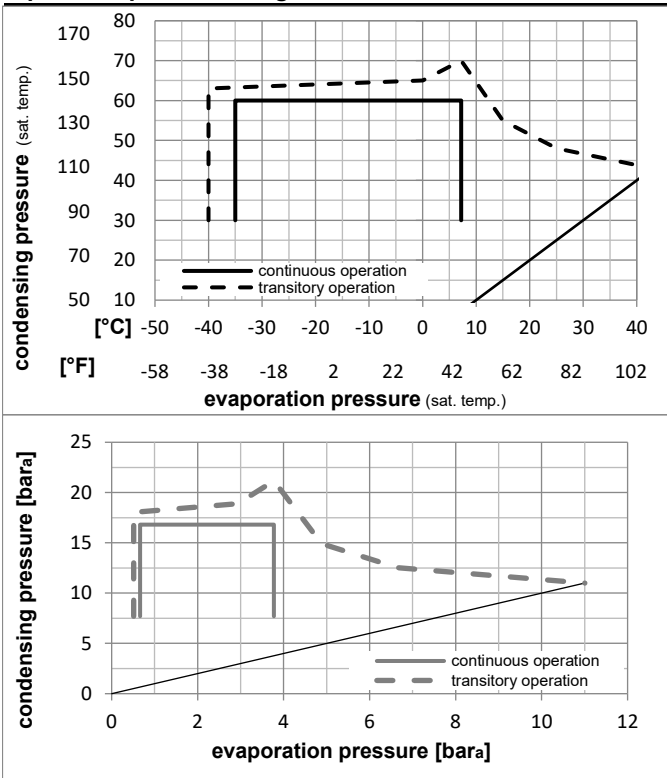 condensing pressure (sat. temp.)
170 80
70
150 60
130 50
110 40
90 30
70 20
50 10
continuous operation
transitory operation
[°C] -50 -40 -30 -20 -10 0 10 20 30 40
[°F] -58 -38 -18 2 22 42 62 82 102
evaporation pressure (sat. temp.)
condensing pressure [bara]
25
20
15
10
5
0
continuous operation
transitory operation
0 2 4 6 8 10 12
evaporation pressure [bara]